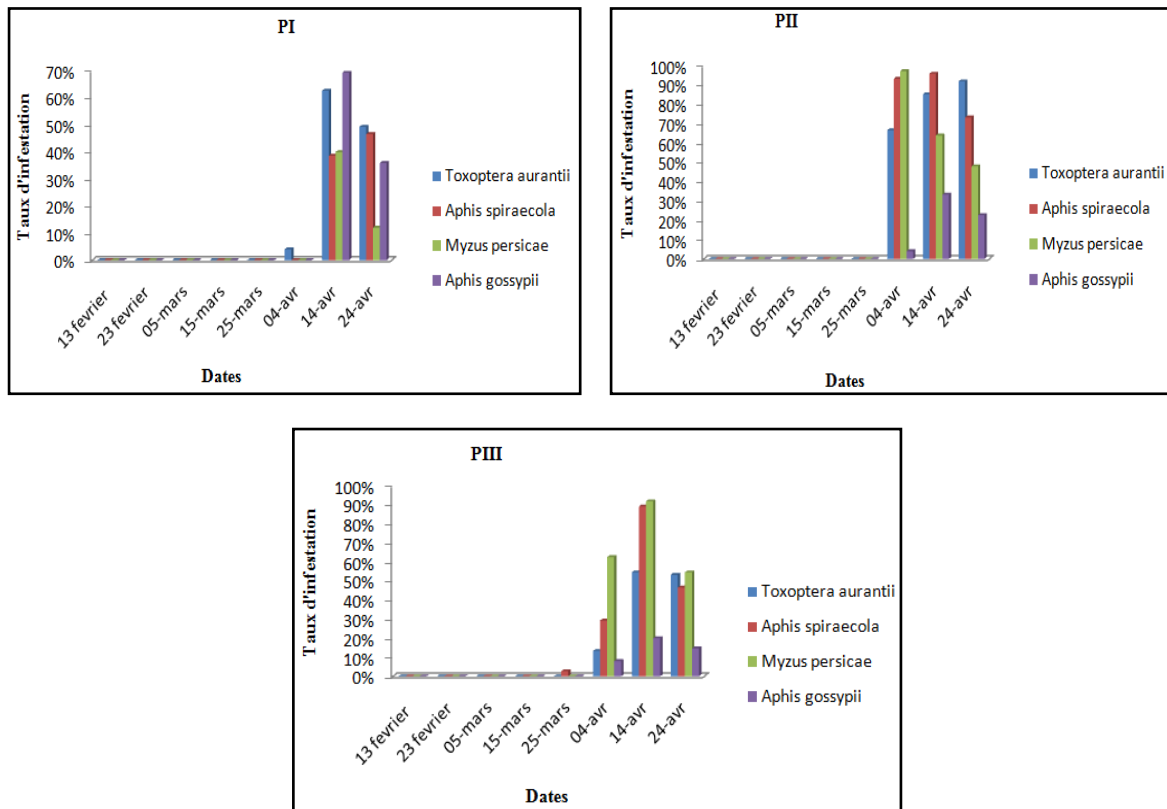 PI
Taux d'infestation
70%
60%
50%
40%
30%
20%
10%
0%
13 fevrier
23 fevrier
05-mars
15-mars
25-mars
04-avr
14-avr
24-avr
Dates
Toxoptera aurantii
Aphis spiraecola
Myzus persicae
Aphis gossypii
PII
Taux d'infestation
100%
90%
80%
70%
60%
50%
40%
30%
20%
10%
0%
13 fevrier
23 fevrier
05-mars
15-mars
25-mars
04-avr
14-avr
24-avr
Dates
Toxoptera aurantii
Aphis spiraecola
Myzus persicae
Aphis gossypii
PIII
Taux d'infestation
100%
90%
80%
70%
60%
50%
40%
30%
20%
10%
0%
13 fevrier
23 fevrier
05-mars
15-mars
25-mars
04-avr
14-avr
24-avr
Dates
Toxoptera aurantii
Aphis spiraecola
Myzus persicae
Aphis gossypii